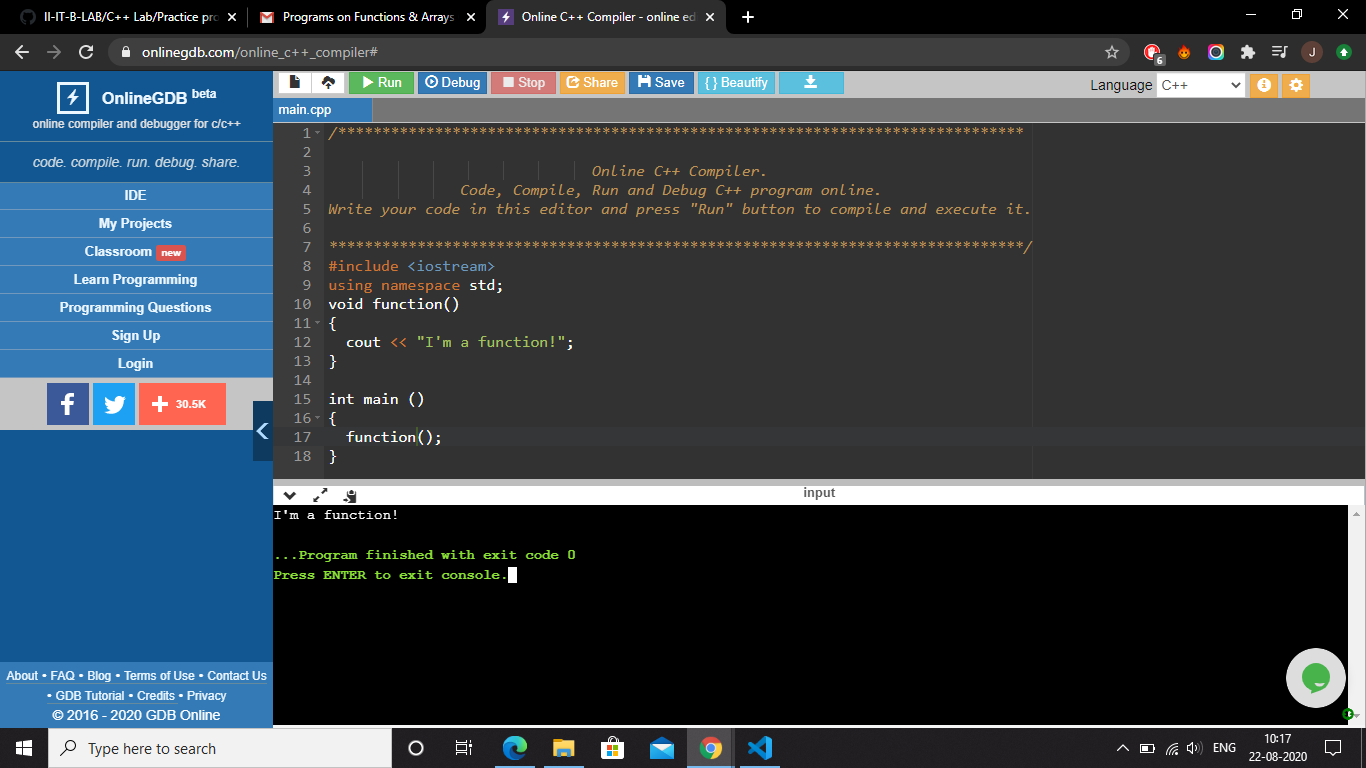 II-IT-B-LAB/C++ Lab/Practice pro
Programs on Functions & Arrays
Online C++ Compiler - online ed
onlinegdb.com/online_c++_compiler#
6
J
OnlineGDB beta
online compiler and debugger for c/c++
code. compile. run. debug. share.
IDE
My Projects
Classroom new
Learn Programming
Programming Questions
Sign Up
Login
f
30.5K
About • FAQ • Blog • Terms of Use • Contact Us
• GDB Tutorial • Credits • Privacy
© 2016 - 2020 GDB Online
Run Debug Stop Share Save { } Beautify
Language C++
main.cpp
1 /******************************************************************************
2
3 Online C++ Compiler.
4 Code, Compile, Run and Debug C++ program online.
5 Write your code in this editor and press "Run" button to compile and execute it.
6
7 *******************************************************************************/
8 #include <iostream>
9 using namespace std;
10 void function()
11 {
12 cout << "I'm a function!";
13 }
14
15 int main ()
16 {
17 function();
18 }
input
I'm a function!
...Program finished with exit code 0
Press ENTER to exit console.
Type here to search
ENG
10:17
22-08-2020